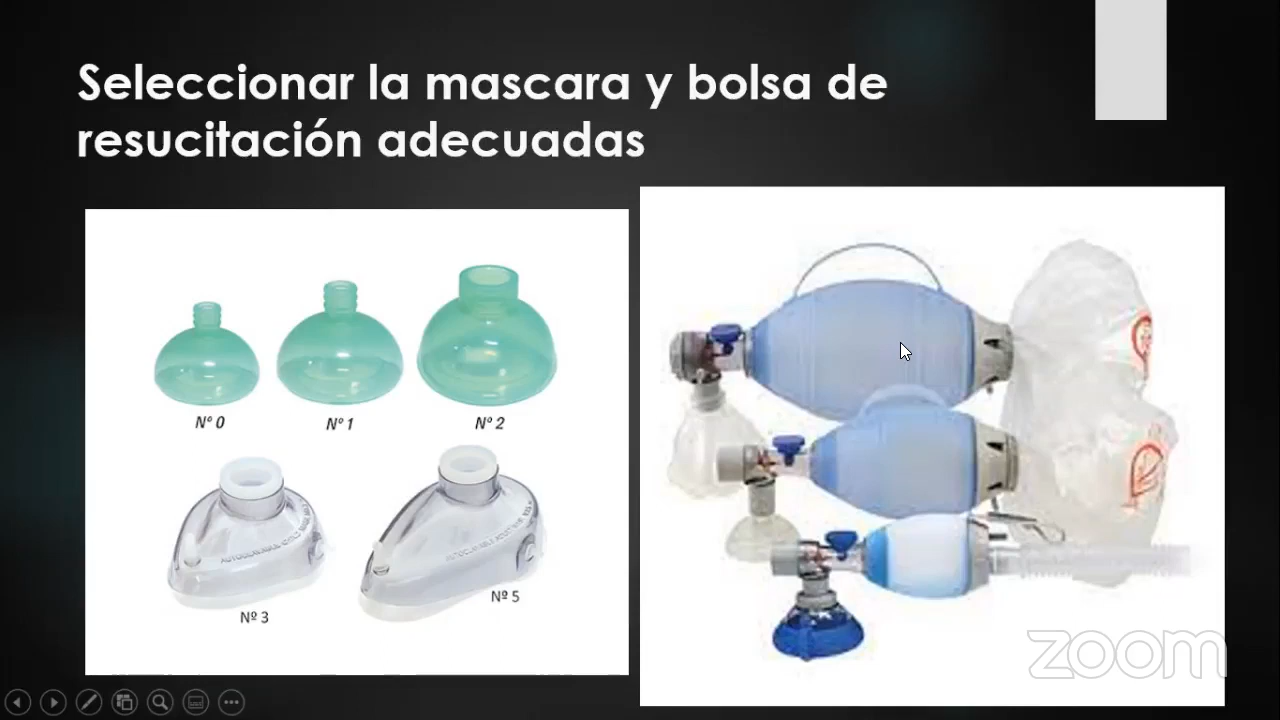 Seleccionar la mascara y bolsa de
resucitación adecuadas
Nº 0
Nº 1
Nº 2
Nº 3
Nº 5
zoom